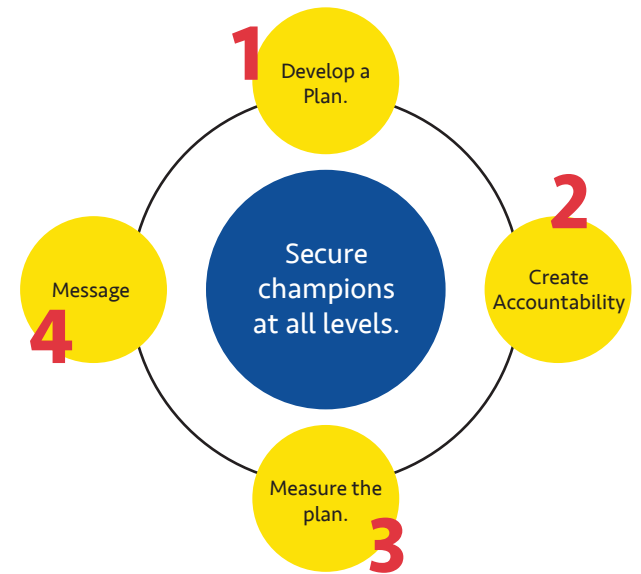 1
Develop a
Plan.
2
Create
Accountability
Secure
champions
at all levels.
Message
4
Measure the
plan.
3